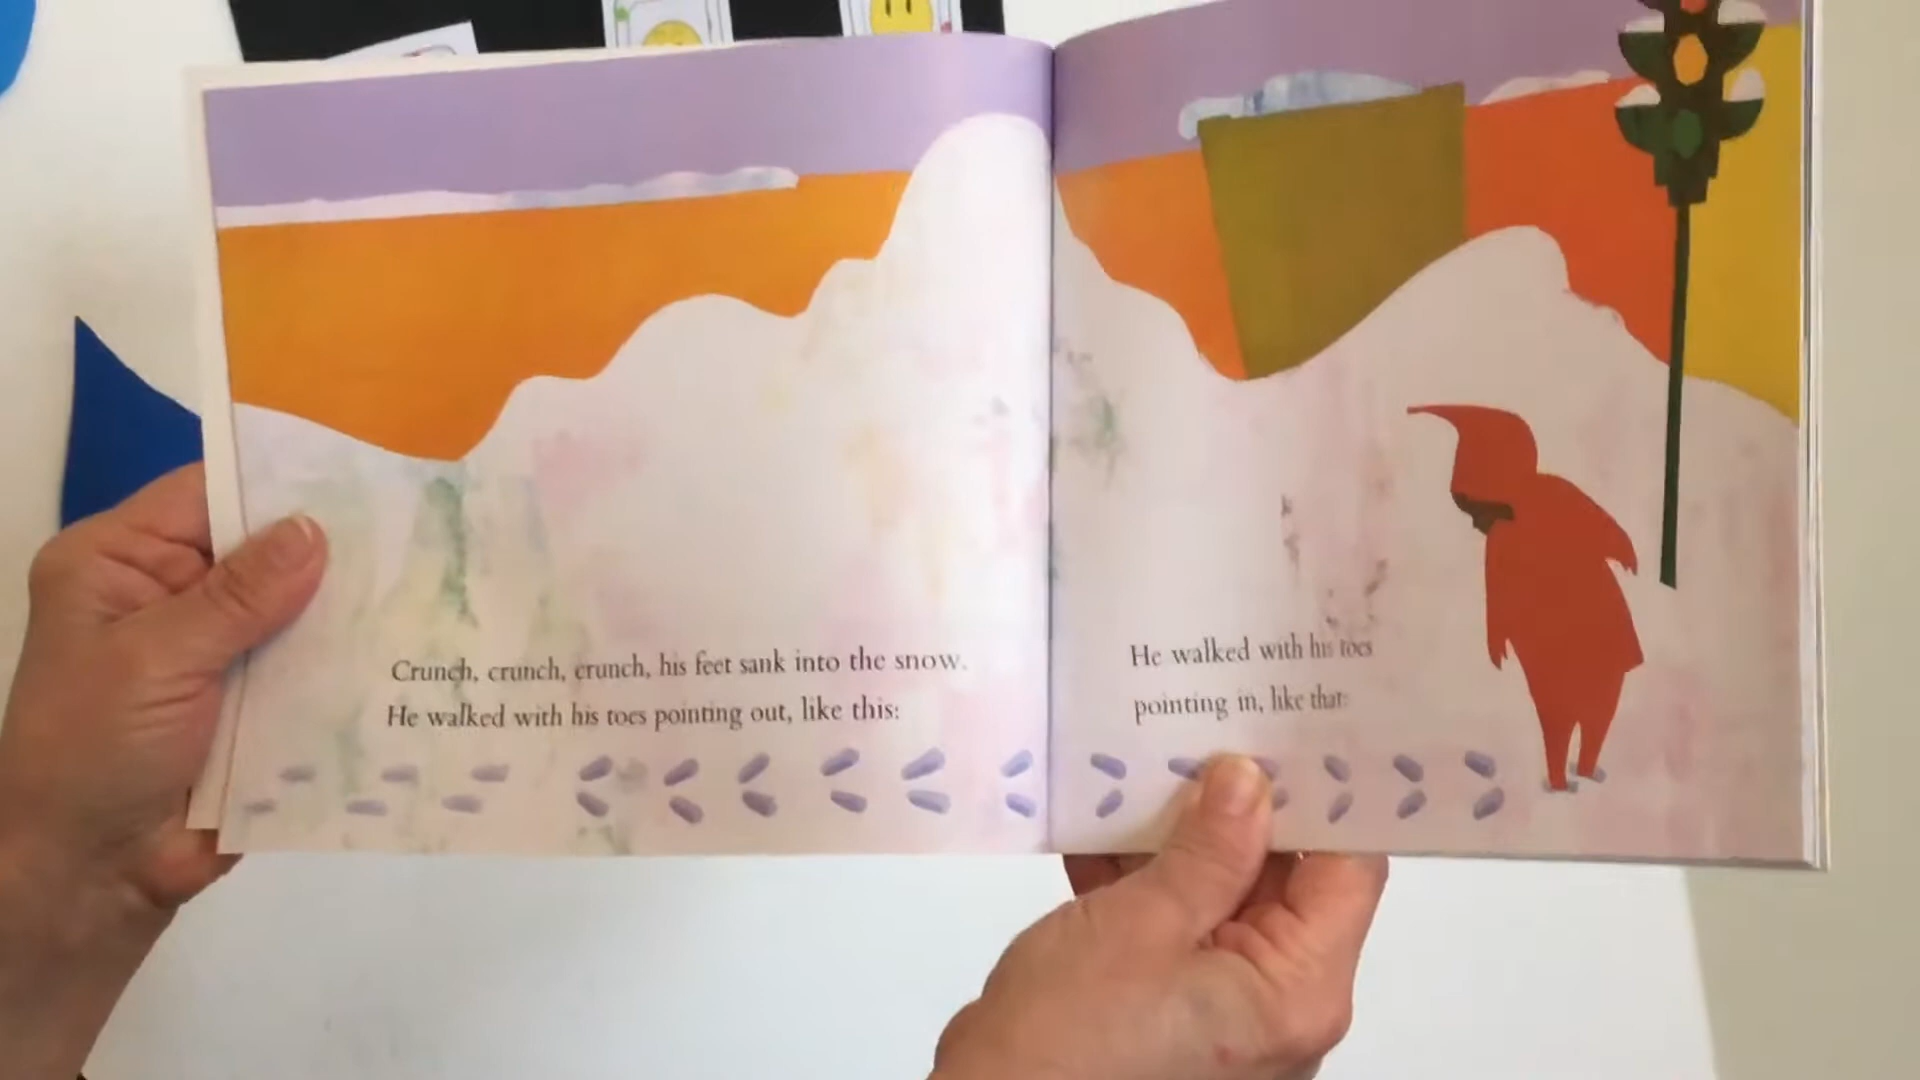 Crunch, crunch, crunch, his feet sank into the snow.
He walked with his toes pointing out, like this:
He walked with his toes
pointing in, like that: